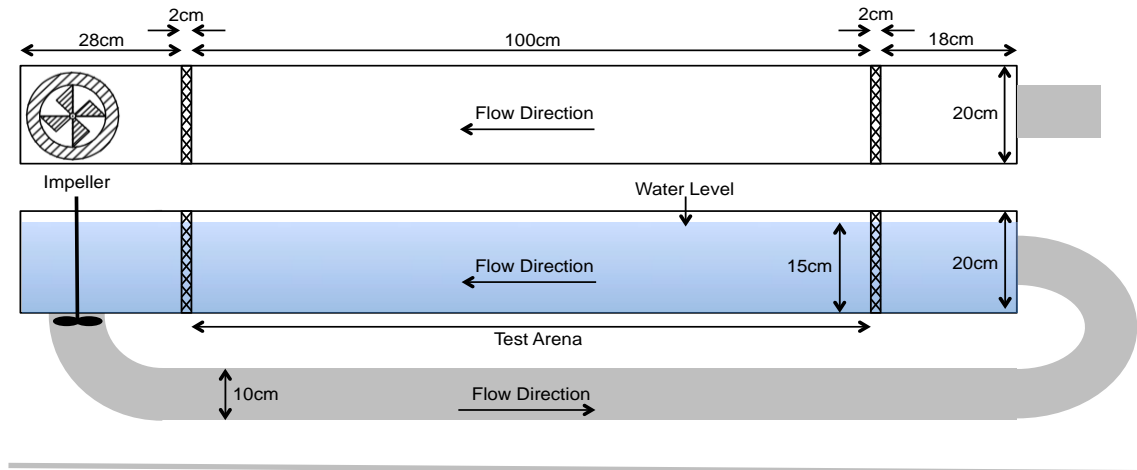 2cm
2cm
28cm
100cm
18cm
Flow Direction
20cm
Impeller
Water Level
Flow Direction
15cm
20cm
Test Arena
10cm
Flow Direction